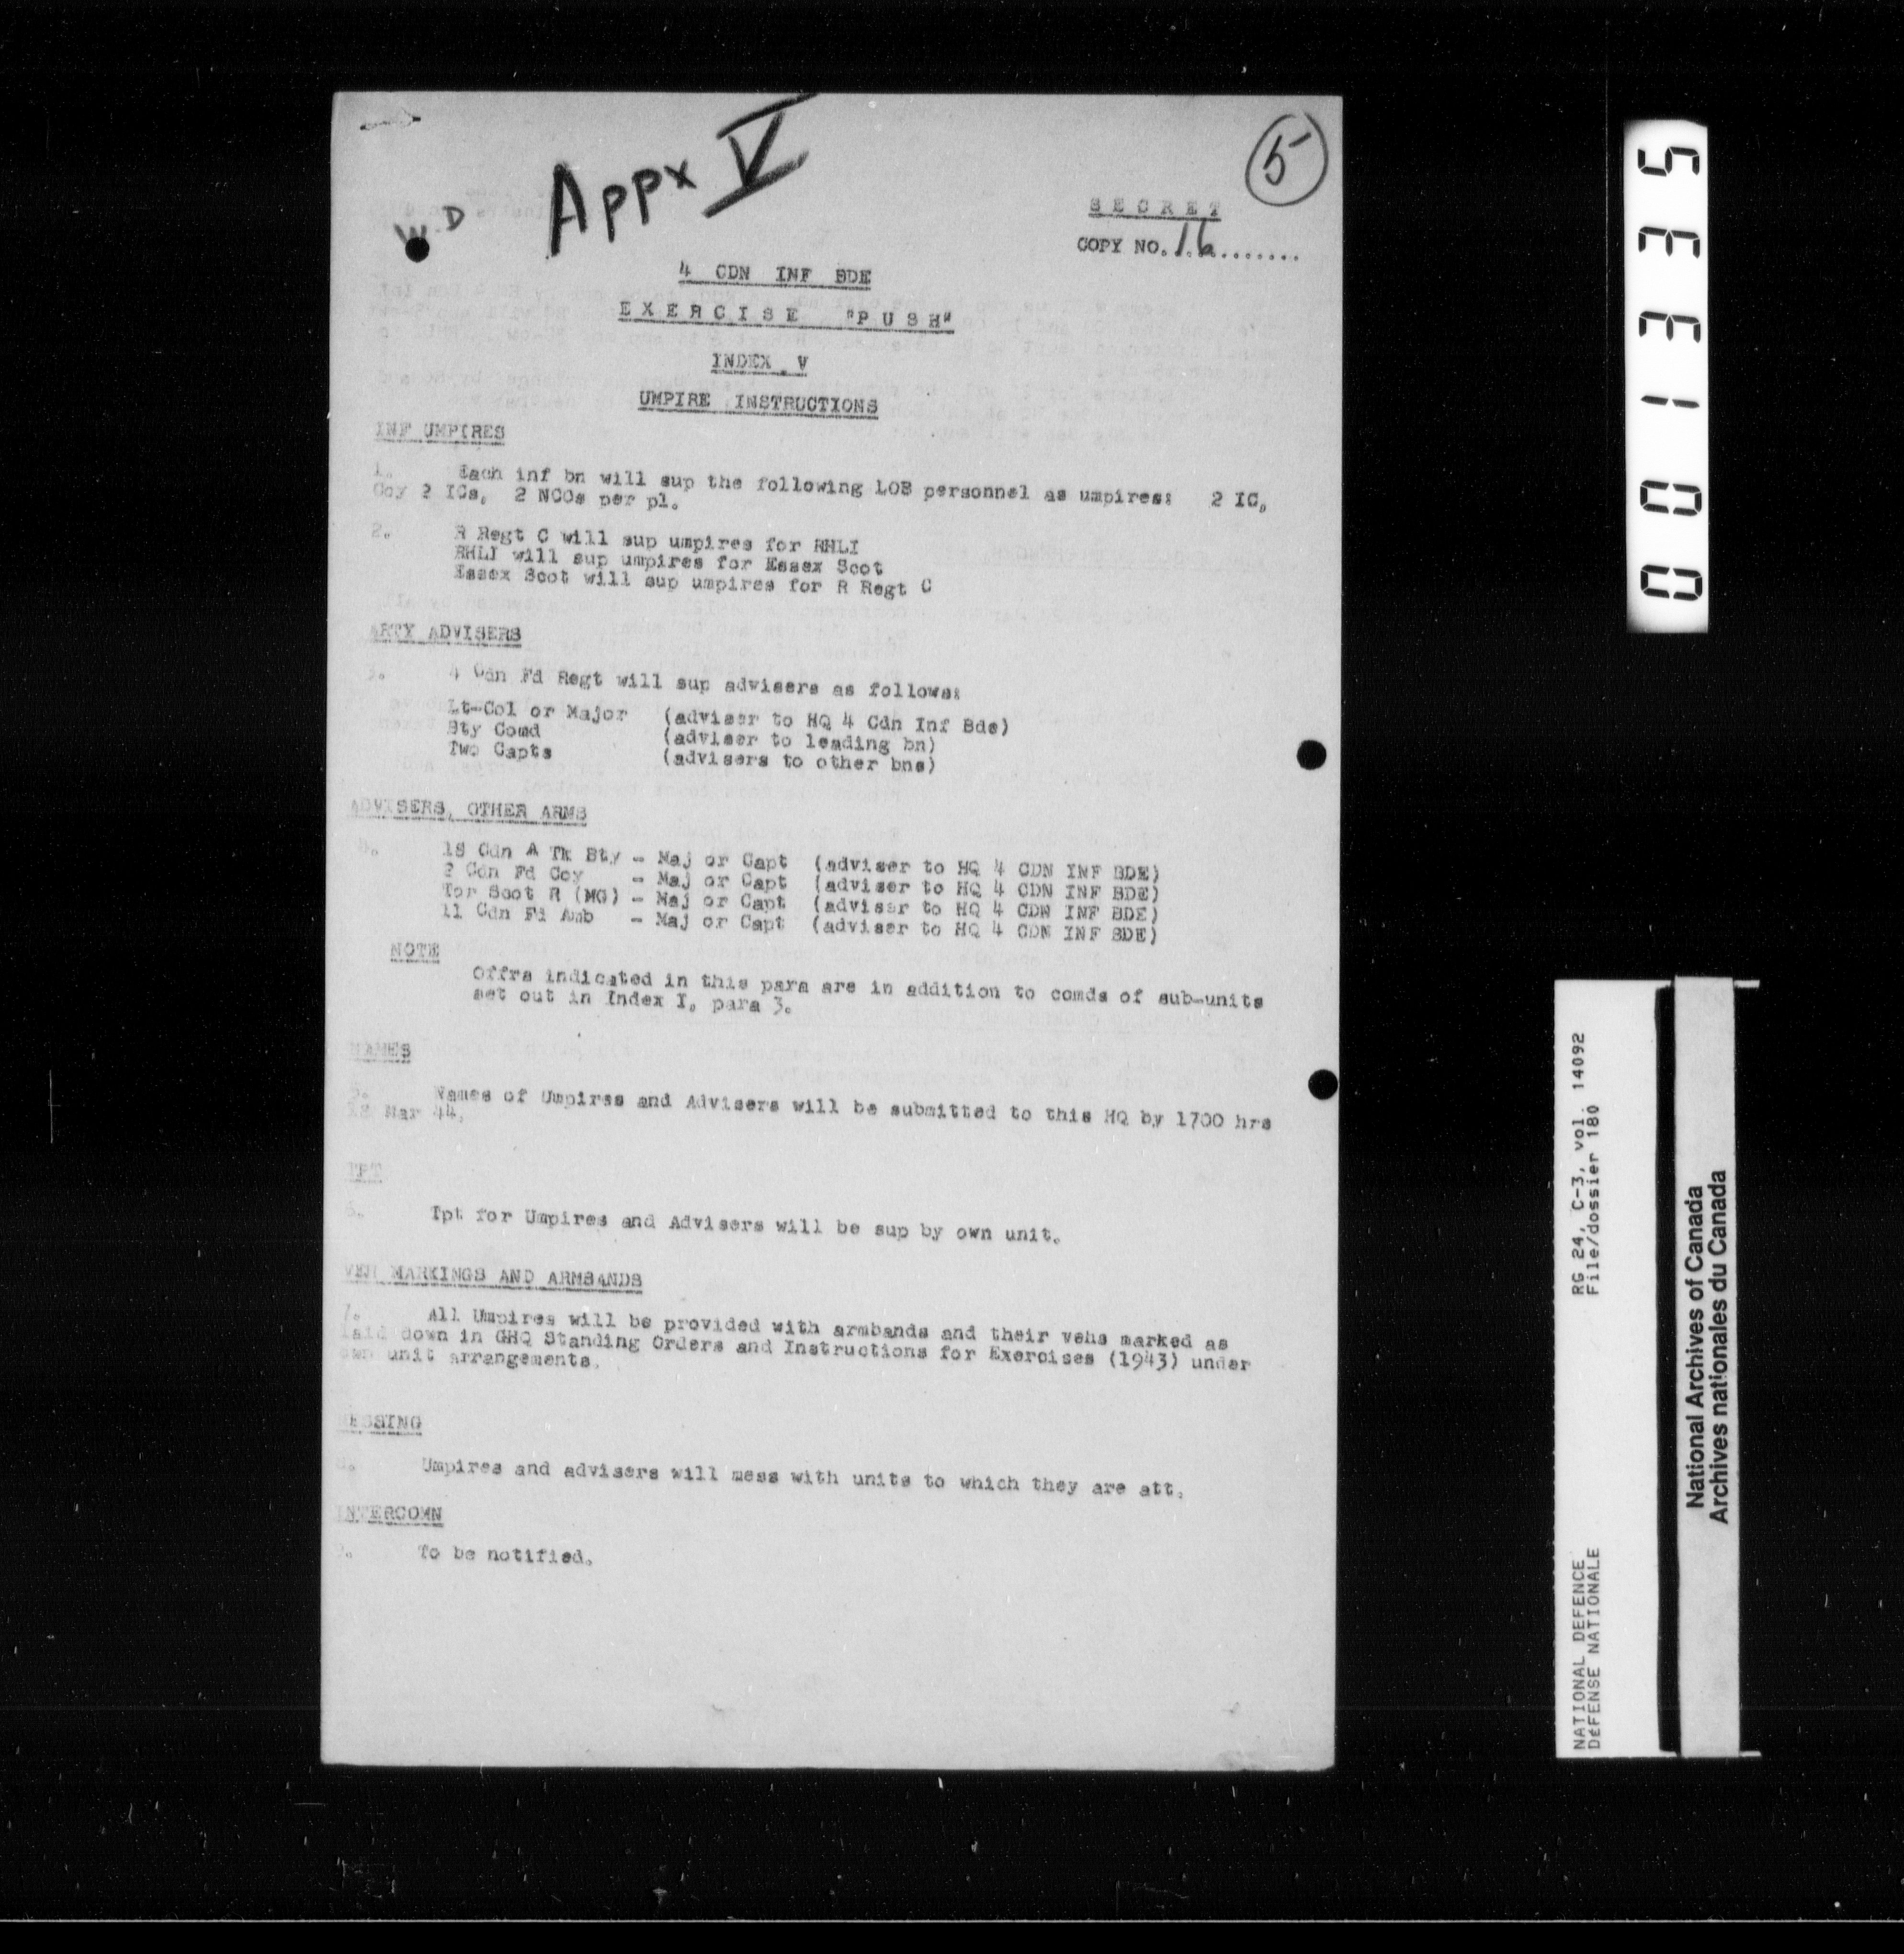 Appx V
5
W.D
SECRET
COPY NO. 16
4 CDN INF BDE
EXERCISE "PUSH"
INDEX V
UMPIRE INSTRUCTIONS
INF UMPIRES
1. Each inf bn will sup the following LOB personnel as umpires: 2 IC,
Coy 2 ICs, 2 NCOs per pl.
2. R Regt C will sup umpires for RHLI
RHLI will sup umpires for Essex Scot
Essex Scot will sup umpires for R Regt C
ARTY ADVISERS
3. 4 Cdn Fd Regt will sup advisers as follows:
Lt-Col or Major (adviser to HQ 4 Cdn Inf Bde)
Bty Comd (adviser to leading bn)
Two Capts (advisers to other bns)
ADVISERS, OTHER ARMS
4. 18 Cdn A Tk Bty - Maj or Capt (adviser to HQ 4 CDN INF BDE)
2 Cdn Fd Coy - Maj or Capt (adviser to HQ 4 CDN INF BDE)
Tor Scot R (MG) - Maj or Capt (adviser to HQ 4 CDN INF BDE)
11 Cdn Fd Amb - Maj or Capt (adviser to HQ 4 CDN INF BDE)
NOTE
Offrs indicated in this para are in addition to comds of sub-units
set out in Index I, para 3.
NAMES
5. Names of Umpires and Advisers will be submitted to this HQ by 1700 hrs
28 Mar 44.
TPT
6. Tpt for Umpires and Advisers will be sup by own unit.
VEH MARKINGS AND ARMBANDS
7. All Umpires will be provided with armbands and their vehs marked as
laid down in GHQ Standing Orders and Instructions for Exercises (1943) under
own unit arrangements.
MESSING
8. Umpires and advisers will mess with units to which they are att.
INTERCOMN
9. To be notified.
001335
RG 24, C-3, vol. 14092
File/dossier 180
NATIONAL DEFENCE
DÉFENSE NATIONALE
National Archives of Canada
Archives nationales du Canada